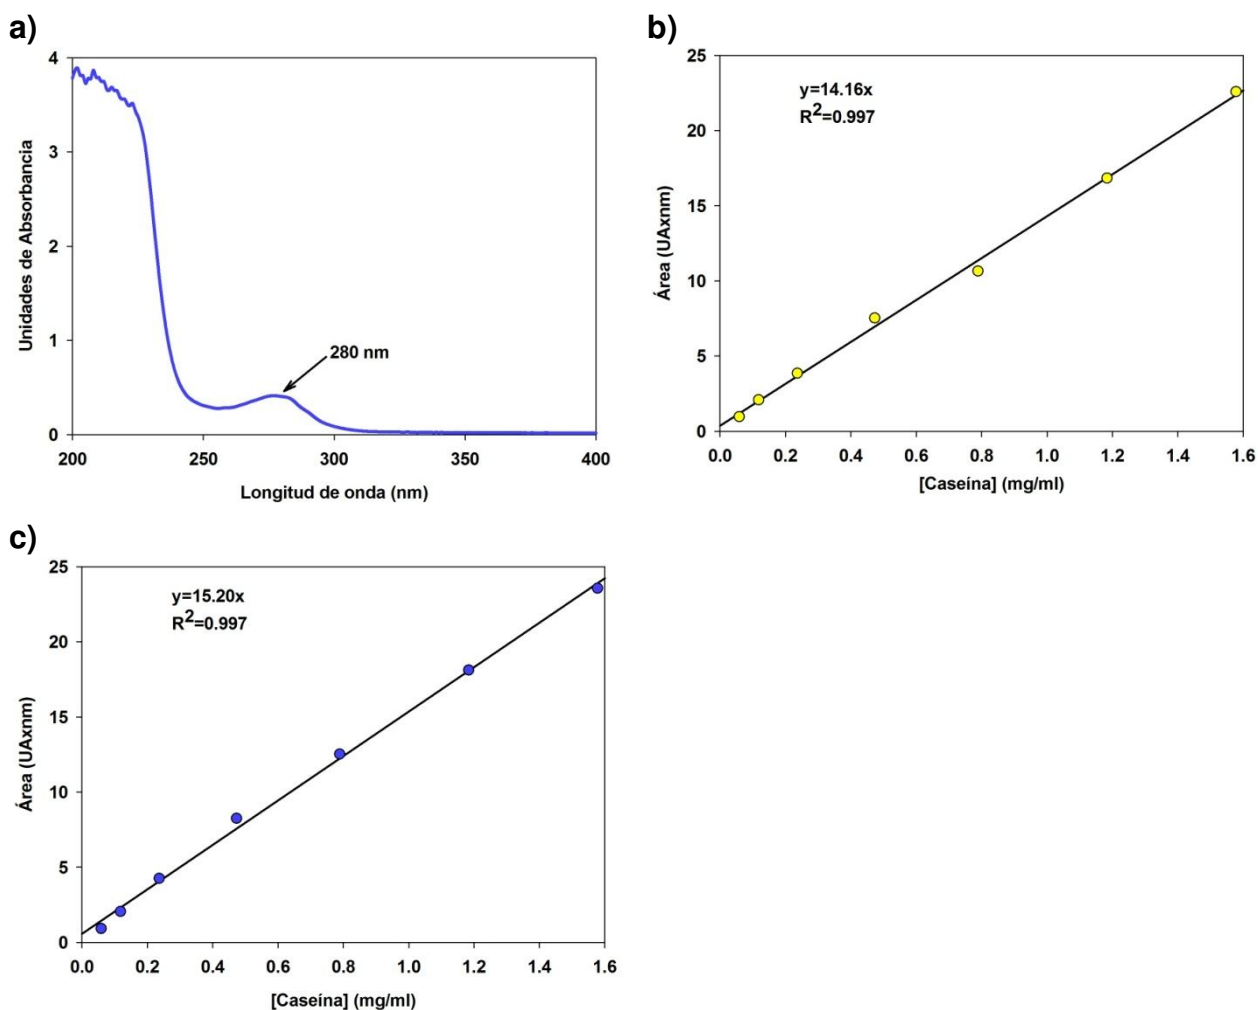 a)
4
3
2
1
0
Unidades de Absorbancia
280 nm
200 250 300 350 400
Longitud de onda (nm)
b)
25
20
15
10
5
0
Área (UAxnm)
y=14.16x
R²=0.997
0.0 0.2 0.4 0.6 0.8 1.0 1.2 1.4 1.6
[Caseína] (mg/ml)
c)
25
20
15
10
5
0
Área (UAxnm)
y=15.20x
R²=0.997
0.0 0.2 0.4 0.6 0.8 1.0 1.2 1.4 1.6
[Caseína] (mg/ml)